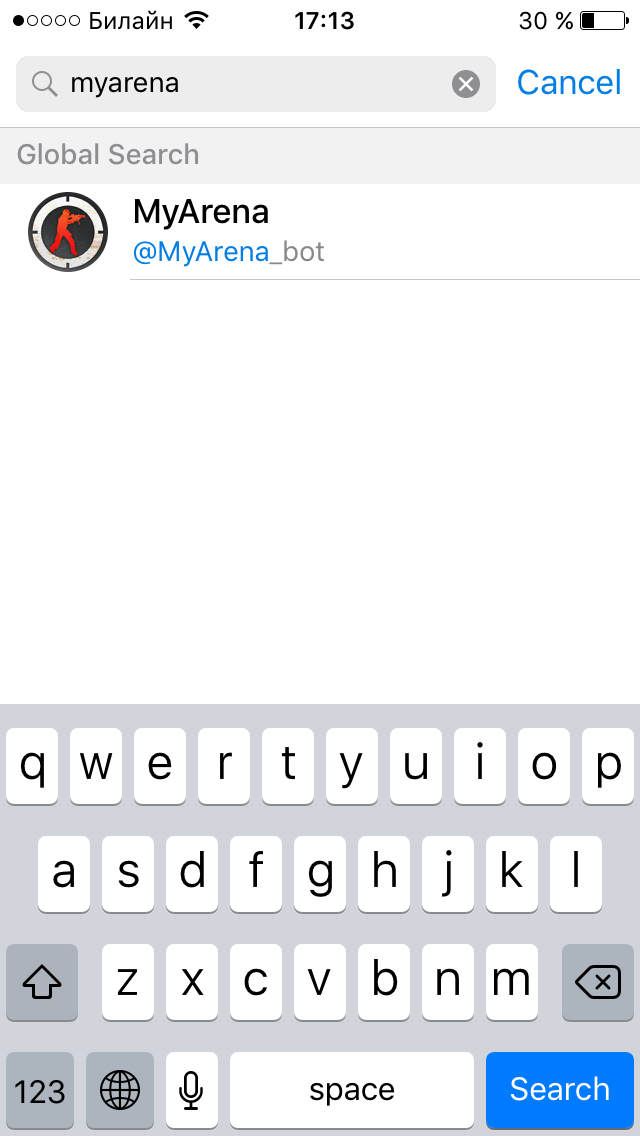 Билайн 17:13 30 %
myarena Cancel
Global Search
MyArena
@MyArena_bot
q w e r t y u i o p
a s d f g h j k l
z x c v b n m
123 space Search